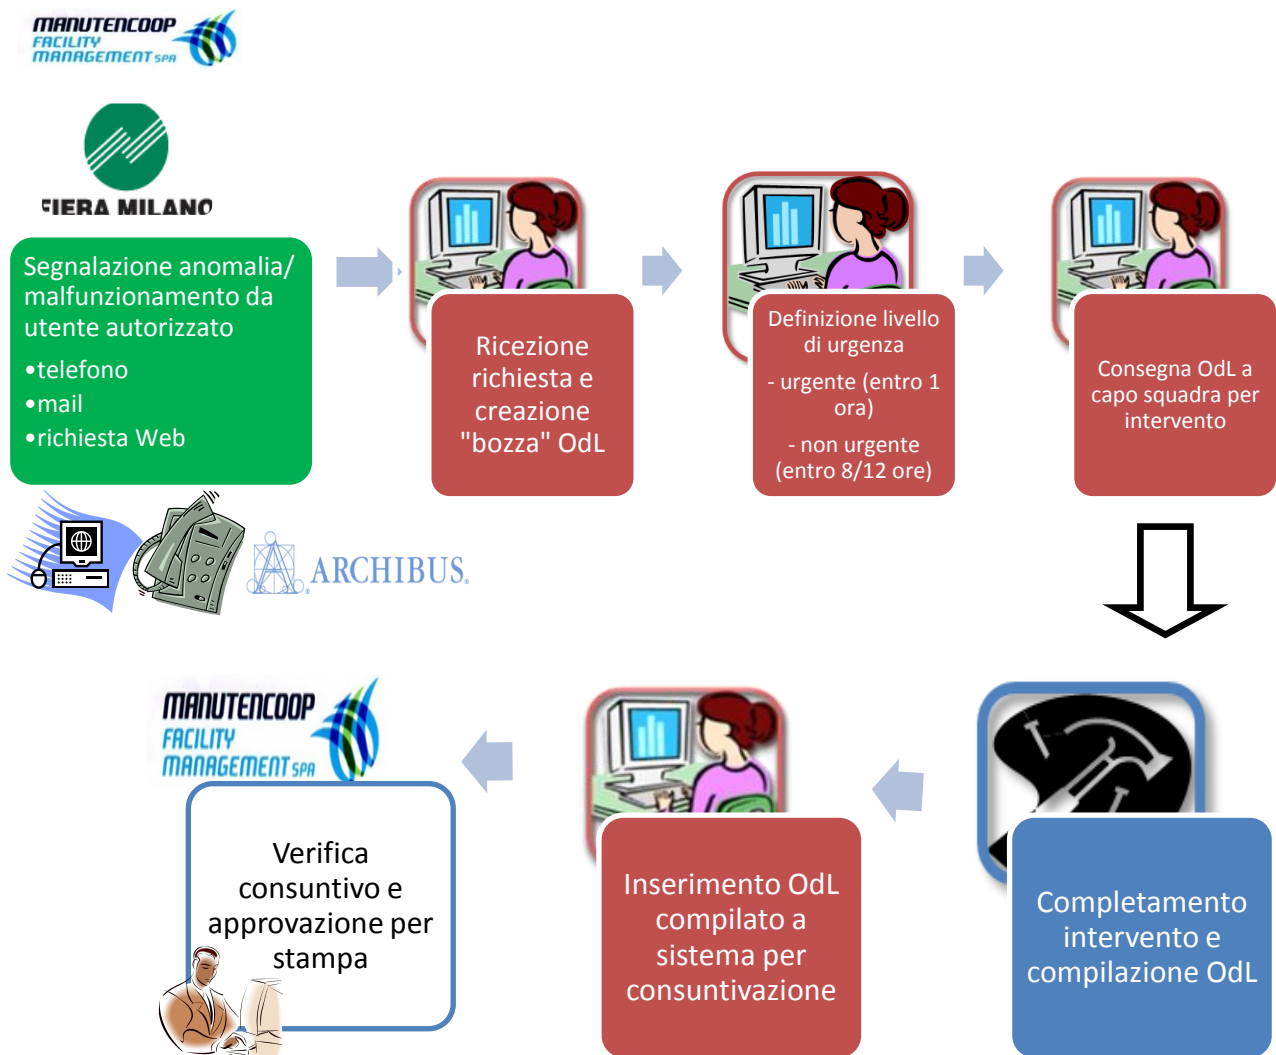 MANUTENCOOP
FACILITY
MANAGEMENT SPA
FIERA MILANO
Segnalazione anomalia/
malfunzionamento da
utente autorizzato
•telefono
•mail
•richiesta Web
Ricezione
richiesta e
creazione
"bozza" OdL
Definizione livello
di urgenza
- urgente (entro 1
ora)
- non urgente
(entro 8/12 ore)
Consegna OdL a
capo squadra per
intervento
ARCHIBUS®
MANUTENCOOP
FACILITY
MANAGEMENT SPA
Verifica
consuntivo e
approvazione per
stampa
Inserimento OdL
compilato a
sistema per
consuntivazione
Completamento
intervento e
compilazione OdL